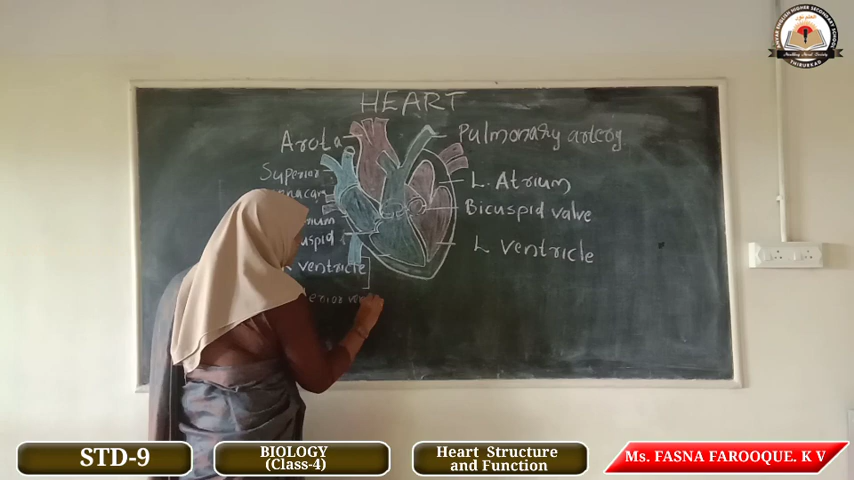 HEART
Arota
Pulmonary artery
Superior
L. Atrium
Bicuspid valve
L ventricle
ventricle
STD-9
BIOLOGY
(Class-4)
Heart Structure
and Function
Ms. FASNA FAROOQUE. K V
THIRURKAD